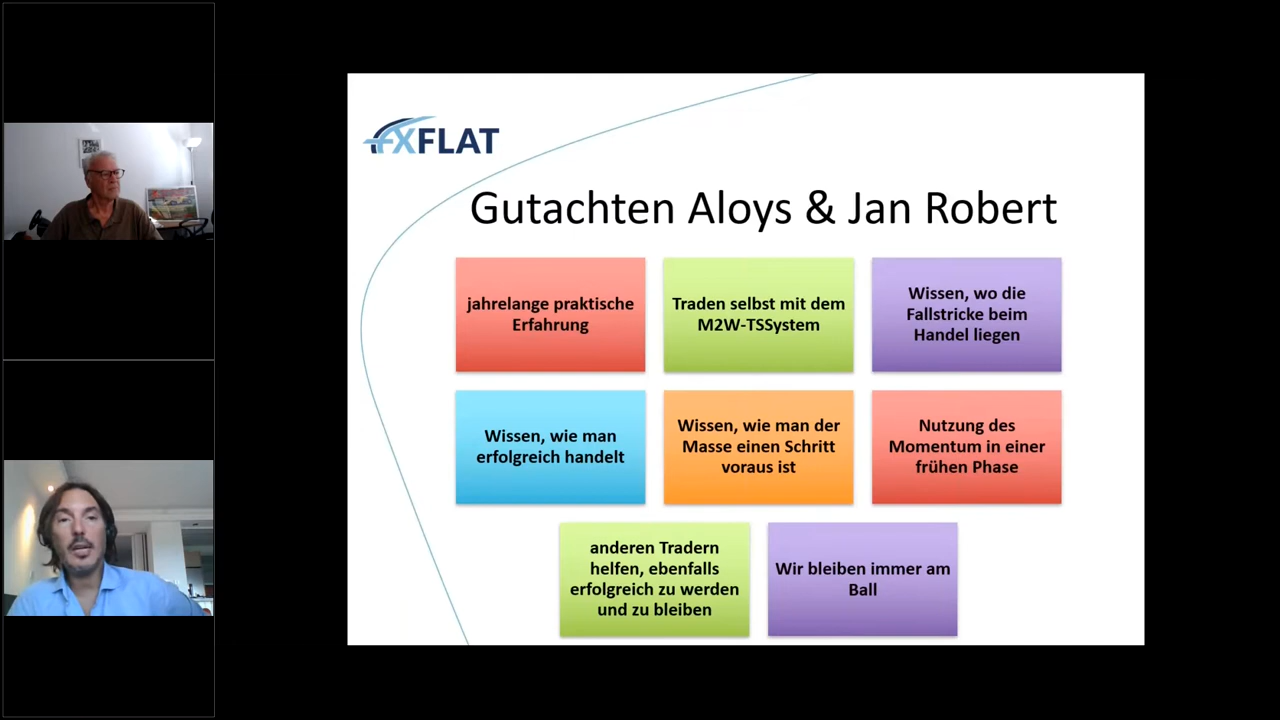 FXFLAT
Gutachten Aloys & Jan Robert
jahrelange praktische
Erfahrung
Traden selbst mit dem
M2W-TSSystem
Wissen, wo die
Fallstricke beim
Handel liegen
Wissen, wie man
erfolgreich handelt
Wissen, wie man der
Masse einen Schritt
voraus ist
Nutzung des
Momentum in einer
frühen Phase
anderen Tradern
helfen, ebenfalls
erfolgreich zu werden
und zu bleiben
Wir bleiben immer am
Ball